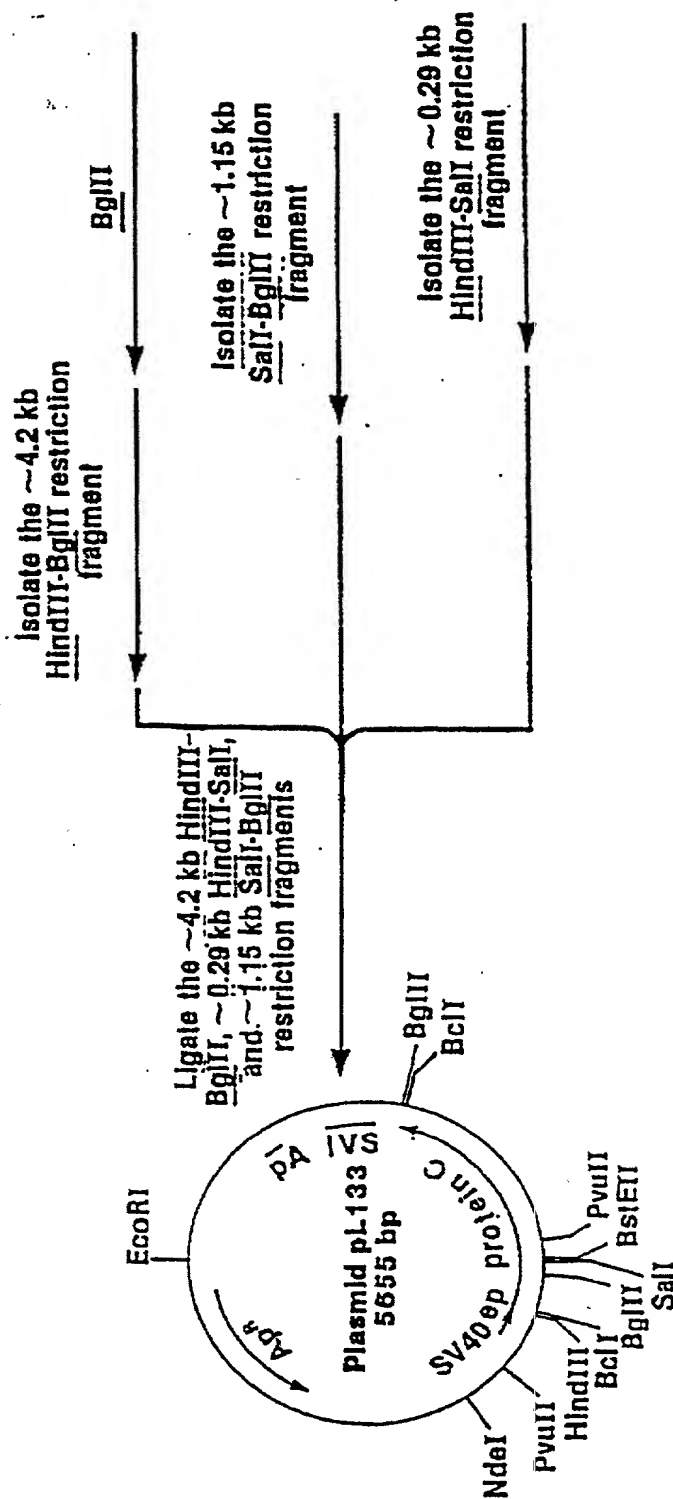 BglII
Isolate the ~4.2 kb
HindIII-BglII restriction
fragment
Isolate the ~1.15 kb
SalI-BglII restriction
fragment
Isolate the ~0.29 kb
HindIII-SalI restriction
fragment
Ligate the ~4.2 kb HindIII-
BglII, ~0.29 kb HindIII-SalI,
and ~1.15 kb SalI-BglII
restriction fragments
EcoRI
BglII
BclI
PvuII
BstEII
SalI
BglII
BclI
HindIII
PvuII
NdeI
ApR
pA
SVI
Plasmid pL133
5655 bp
protein C
SV40ep